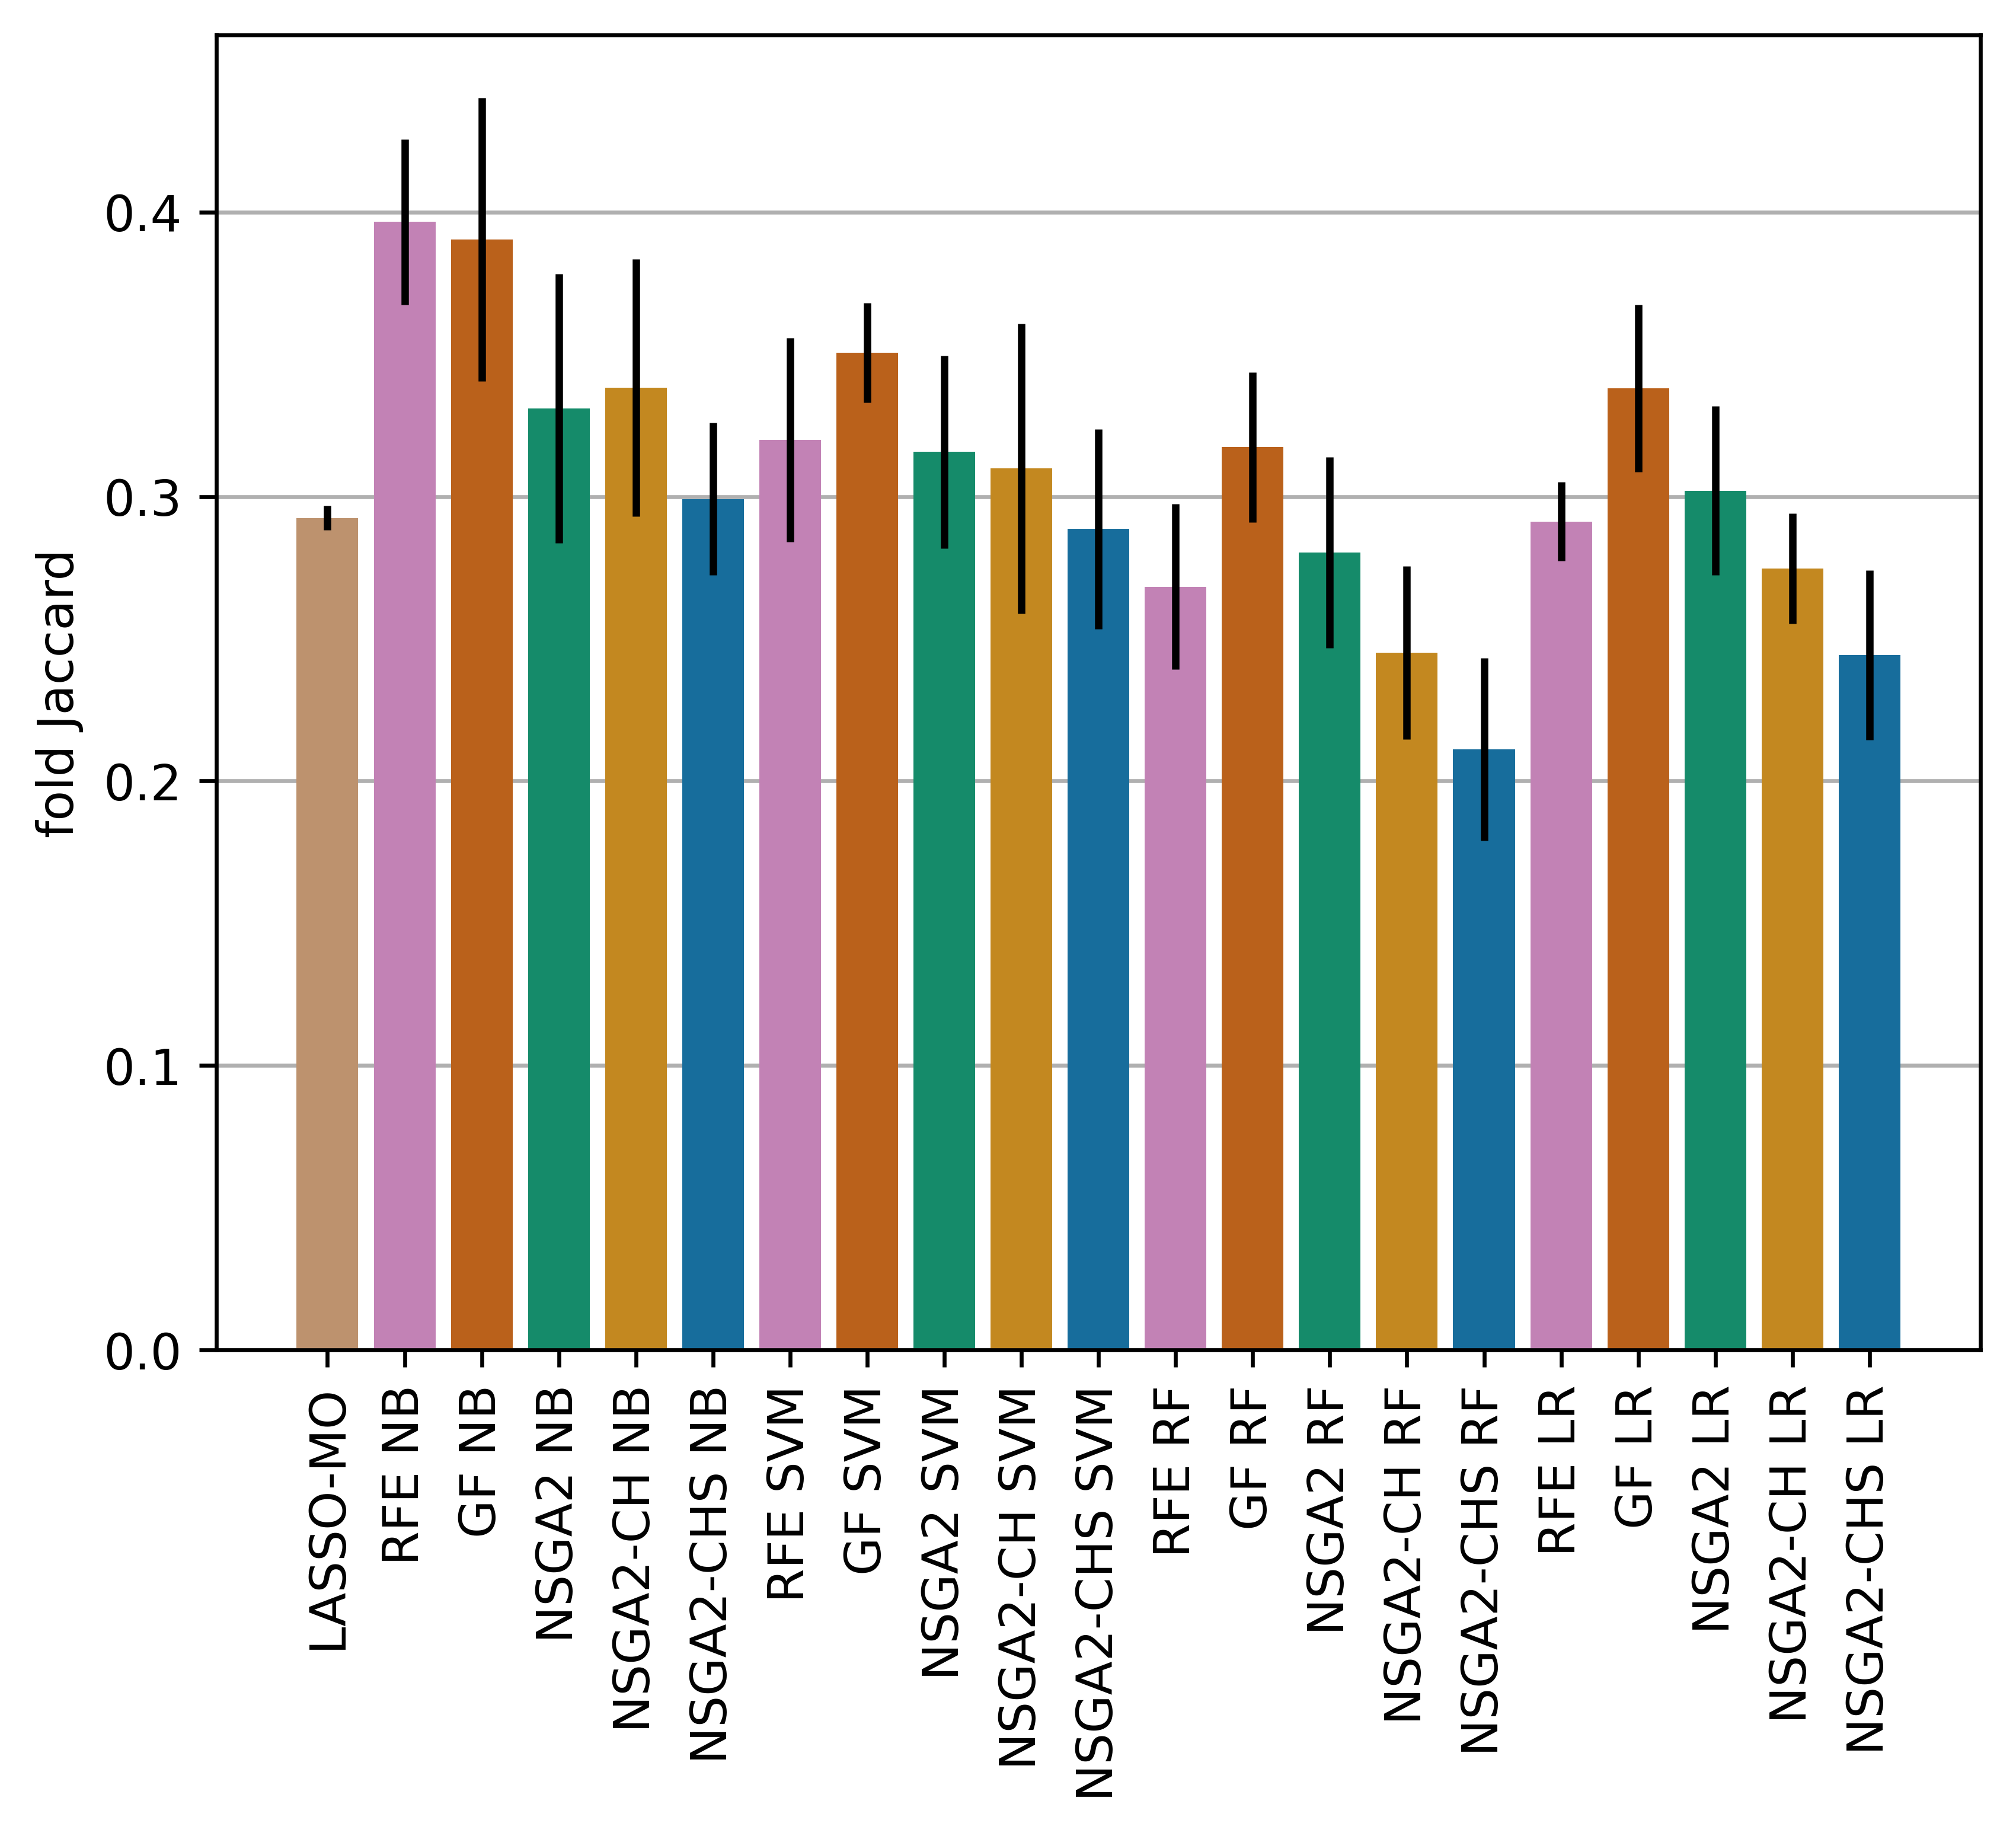 fold Jaccard
0.4
0.3
0.2
0.1
0.0
LASSO-MO
RFE NB
GF NB
NSGA2 NB
NSGA2-CH NB
NSGA2-CHS NB
RFE SVM
GF SVM
NSGA2 SVM
NSGA2-CH SVM
NSGA2-CHS SVM
RFE RF
GF RF
NSGA2 RF
NSGA2-CH RF
NSGA2-CHS RF
RFE LR
GF LR
NSGA2 LR
NSGA2-CH LR
NSGA2-CHS LR